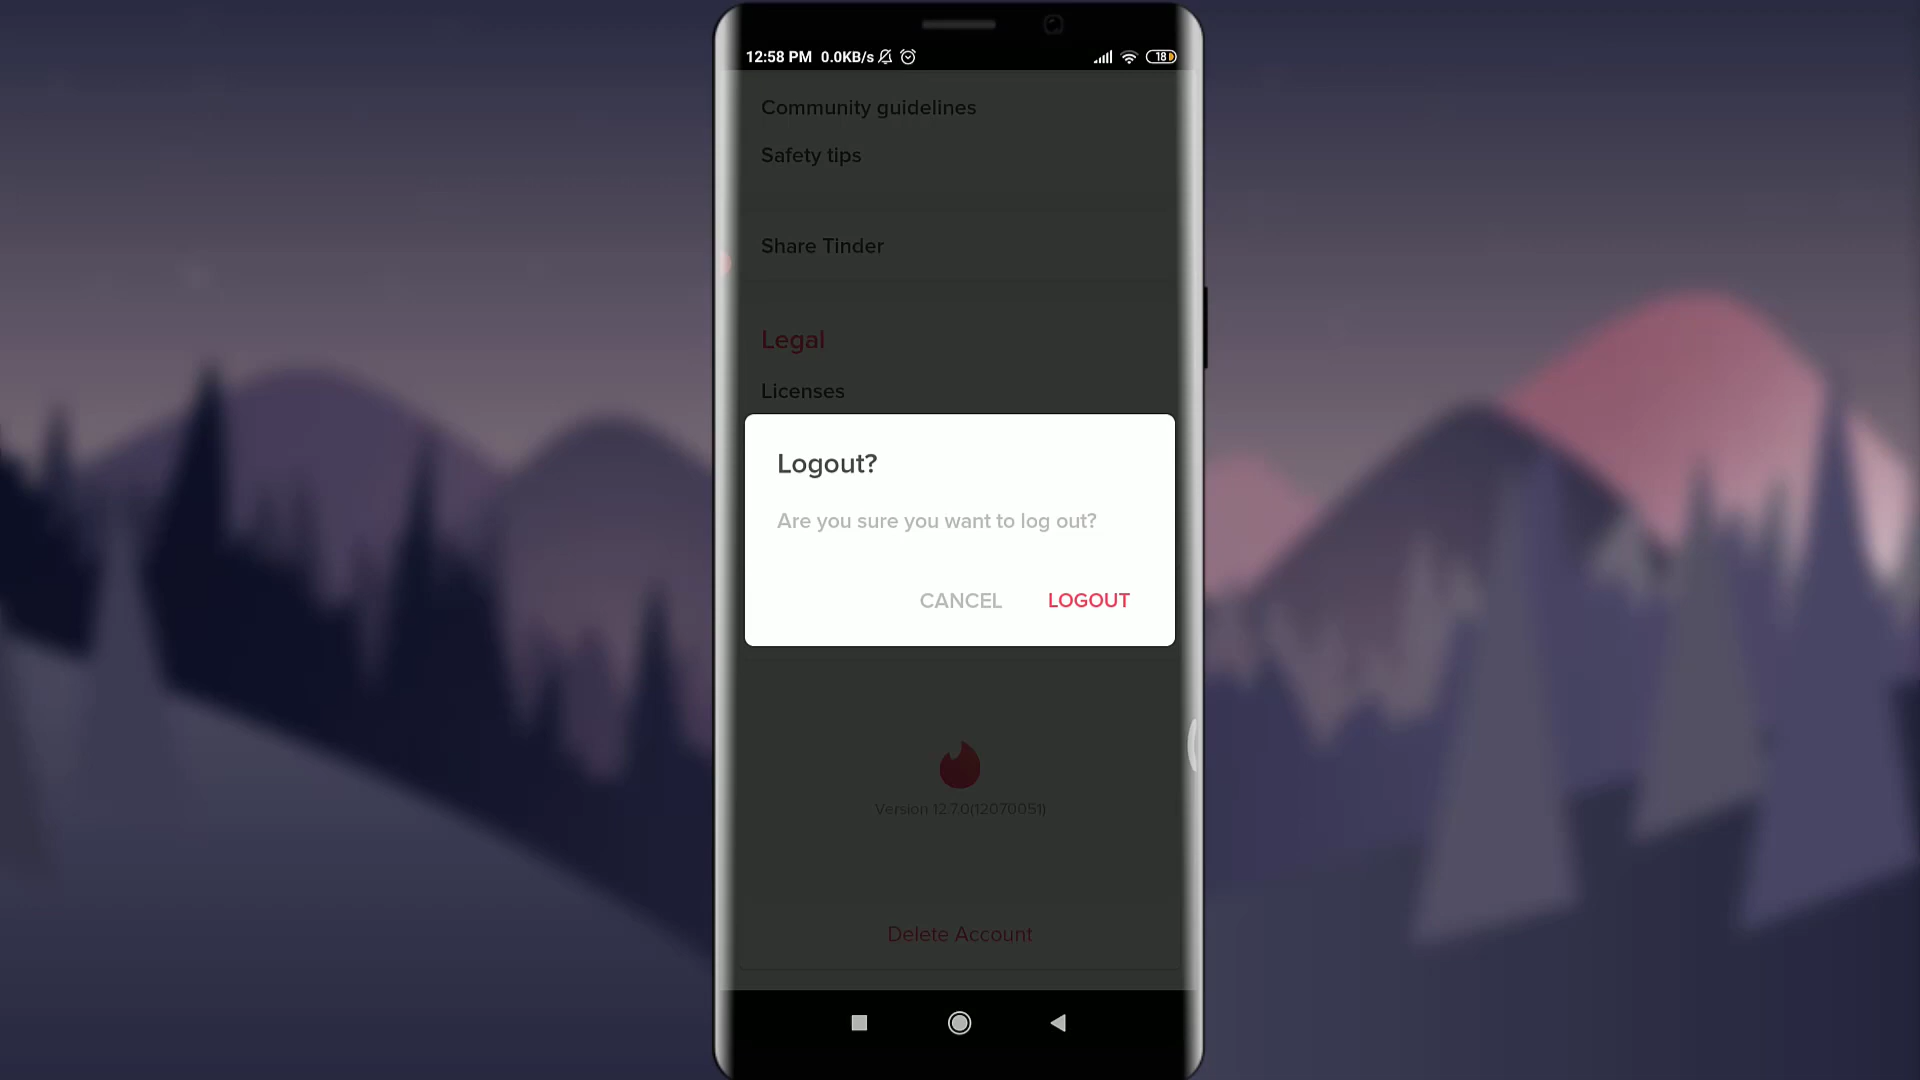 12:58 PM 0.0KB/s 18
Community guidelines
Safety tips
Share Tinder
Legal
Licenses
Logout?
Are you sure you want to log out?
CANCEL LOGOUT
Version 12.7.0(12070051)
Delete Account